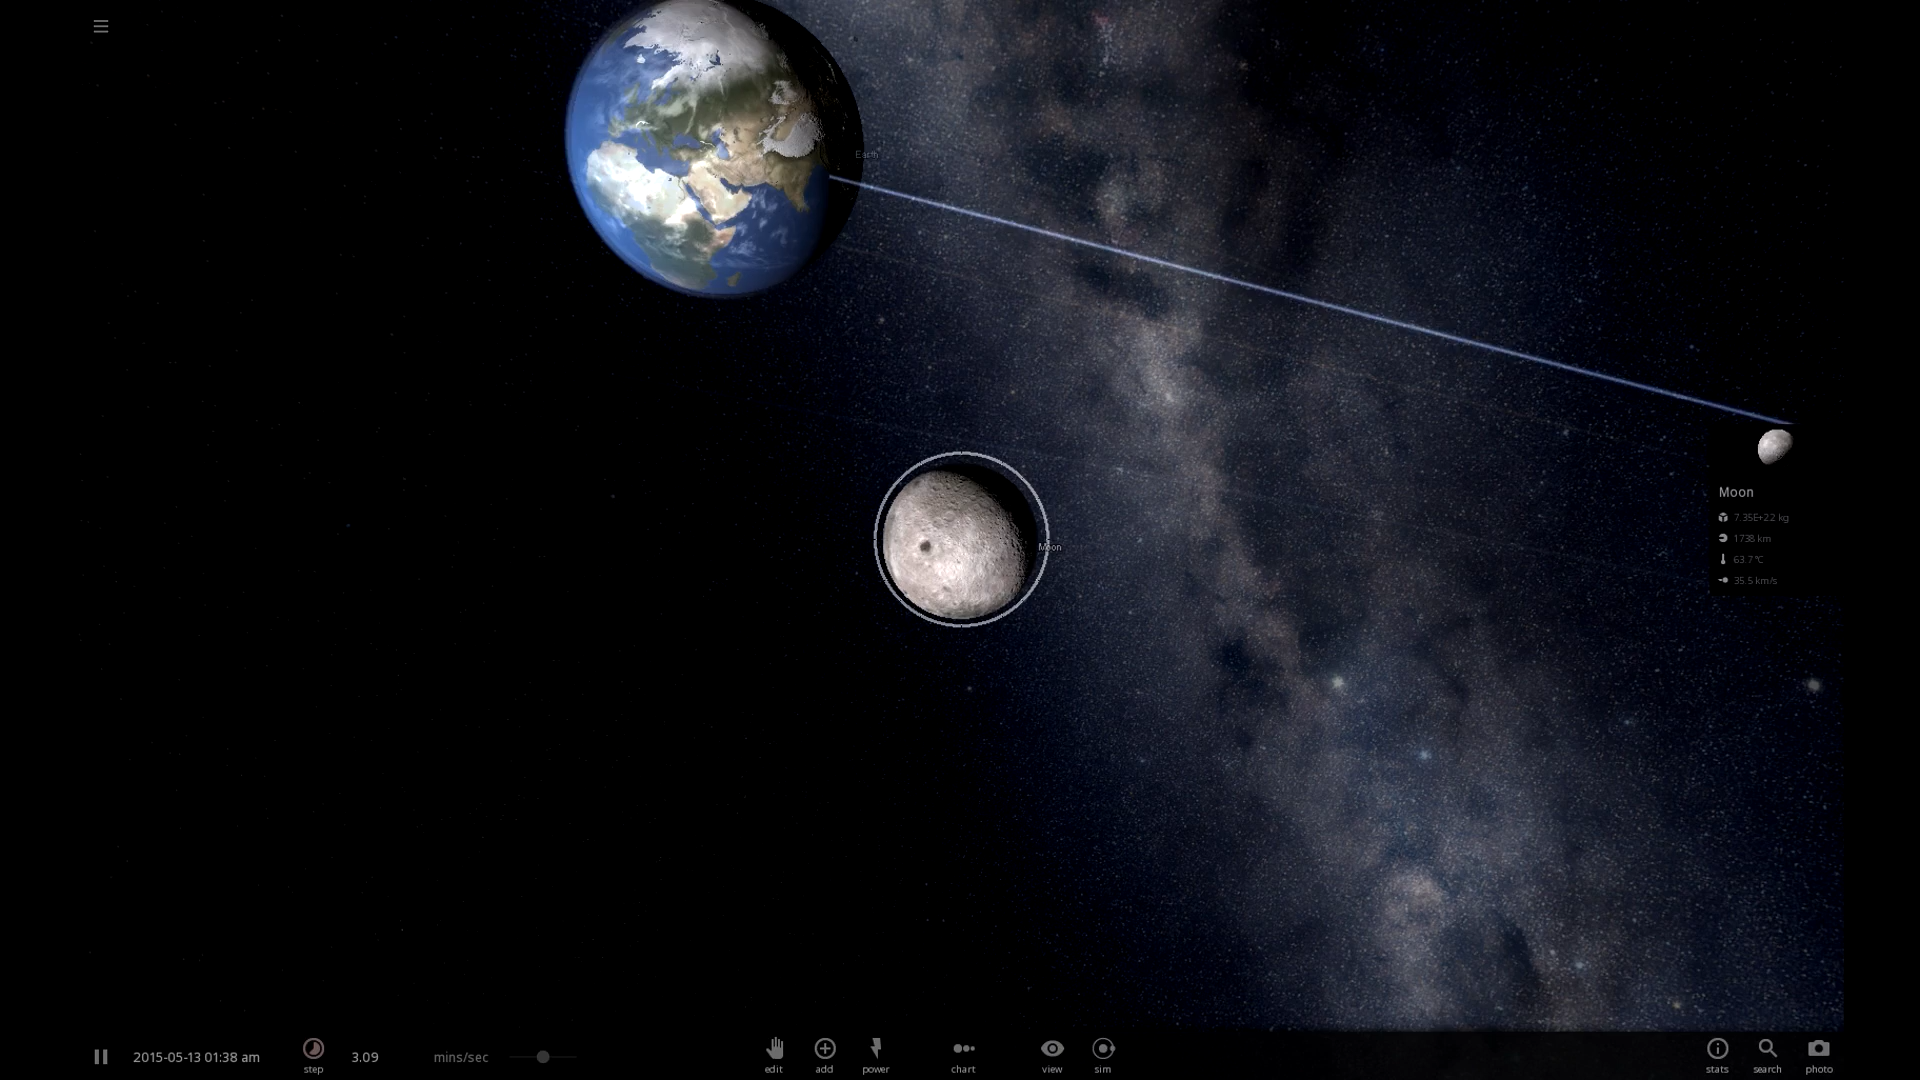 Earth
Moon
Moon
7.35E+22 kg
1738 km
63.7 °C
35.5 km/s
2015-05-13 01:38 am
step
3.09
mins/sec
edit
add
power
chart
view
sim
stats
search
photo